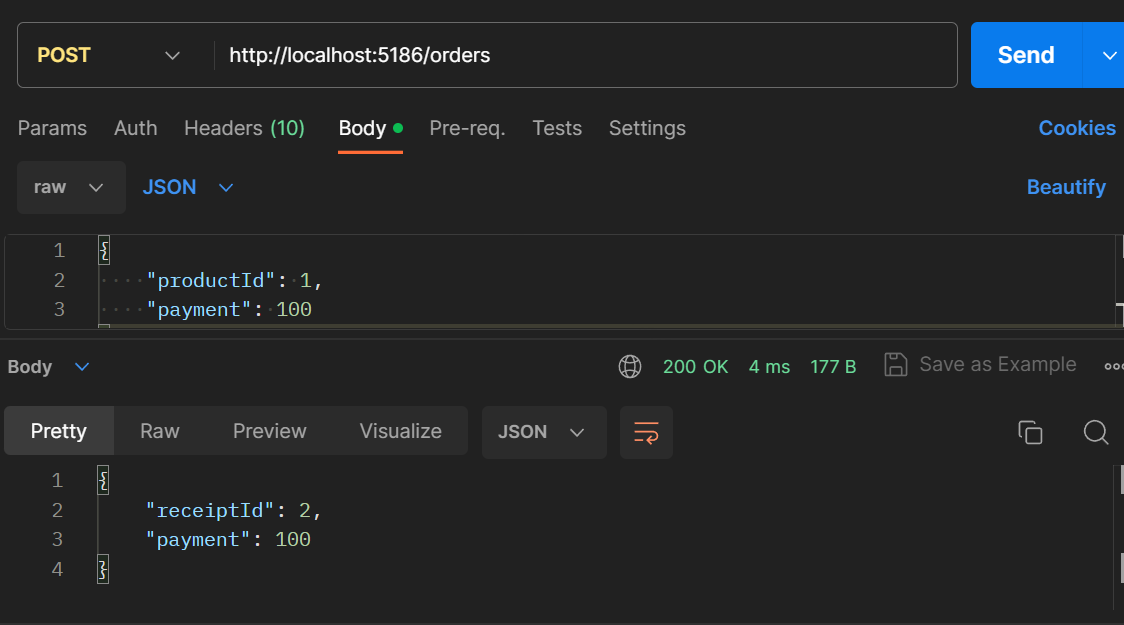 POST http://localhost:5186/orders Send
Params Auth Headers (10) Body Pre-req. Tests Settings Cookies
raw JSON Beautify
1 {
2 ····"productId":·1,
3 ····"payment":·100
Body 200 OK 4 ms 177 B Save as Example
Pretty Raw Preview Visualize JSON
1 {
2 "receiptId": 2,
3 "payment": 100
4 }